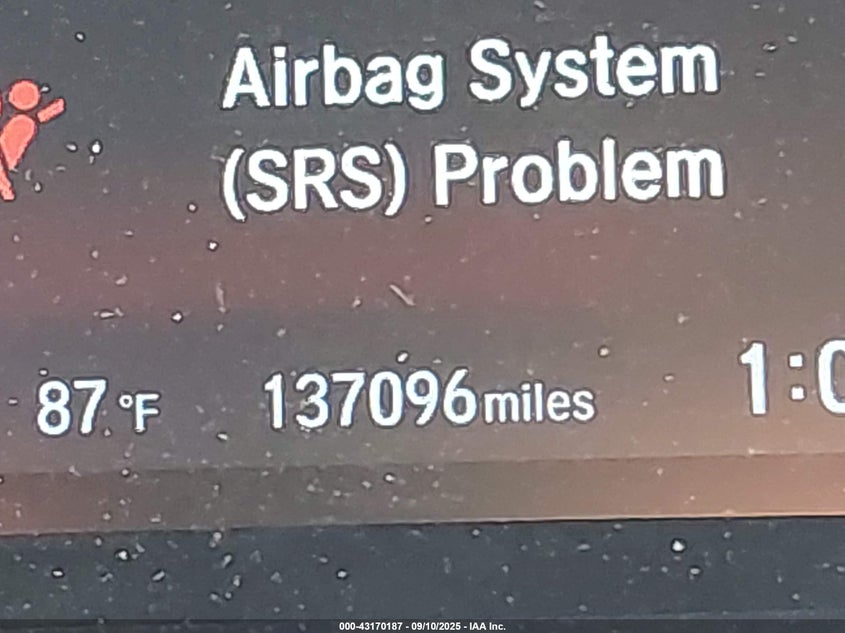 Airbag System
(SRS) Problem
87 °F 137096 miles 1:0
000-43170187 - 09/10/2025 - IAA Inc.